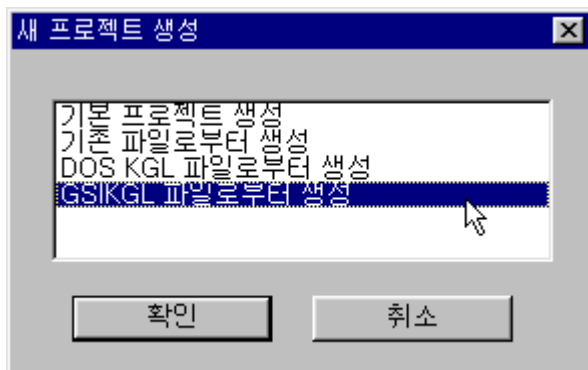 새 프로젝트 생성
기본 프로젝트 생성
기존 파일로부터 생성
DOS KGL 파일로부터 생성
GSIKGL 파일로부터 생성
확인
취소